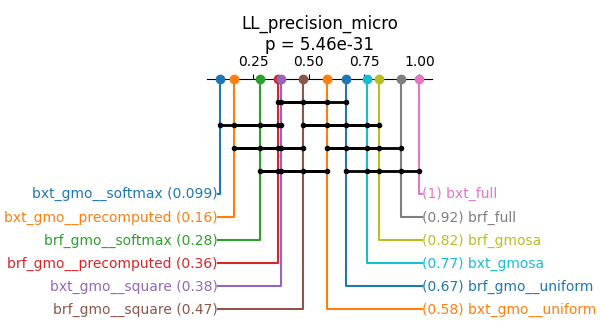 LL_precision_micro
p = 5.46e-31
0.25 0.50 0.75 1.00
bxt_gmo__softmax (0.099) (1) bxt_full
bxt_gmo__precomputed (0.16) (0.92) brf_full
brf_gmo__softmax (0.28) (0.82) brf_gmosa
brf_gmo__precomputed (0.36) (0.77) bxt_gmosa
bxt_gmo__square (0.38) (0.67) brf_gmo__uniform
brf_gmo__square (0.47) (0.58) bxt_gmo__uniform